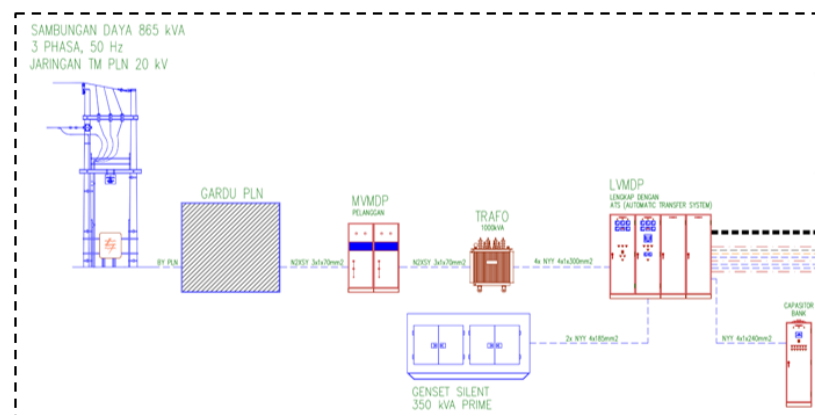 SAMBUNGAN DAYA 865 kVA
3 PHASA, 50 Hz
JARINGAN TM PLN 20 kV
GARDU PLN
MVMDP
PELANGGAN
TRAFO
1000kVA
LVMDP
LENGKAP DENGAN
ATS (AUTOMATIC TRANSFER SYSTEM)
BY PLN
N2XSY 3x1x70mm2
N2XSY 3x1x70mm2
4x NYY 4x1x300mm2
2x NYY 4x185mm2
NYY 4x1x240mm2
CAPASITOR
BANK
GENSET SILENT
350 kVA PRIME